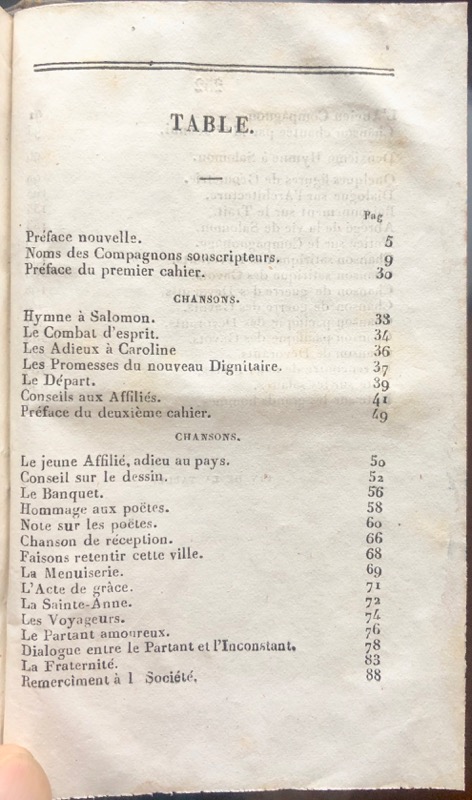 TABLE.
Pag
Préface nouvelle. 5
Noms des Compagnons souscripteurs. 9
Préface du premier cahier. 30
CHANSONS.
Hymne à Salomon. 33
Le Combat d'esprit. 34
Les Adieux à Caroline 36
Les Promesses du nouveau Dignitaire. 37
Le Départ. 39
Conseils aux Affiliés. 41
Préface du deuxième cahier. 49
CHANSONS.
Le jeune Affilié, adieu au pays. 50
Conseil sur le dessin. 52
Le Banquet. 56
Hommage aux poëtes. 58
Note sur les poëtes. 60
Chanson de réception. 66
Faisons retentir cette ville. 68
La Menuiserie. 69
L'Acte de grâce. 71
La Sainte-Anne. 72
Les Voyageurs. 74
Le Partant amoureux. 76
Dialogue entre le Partant et l'Inconstant. 78
La Fraternité. 83
Remercîment à l Société. 88